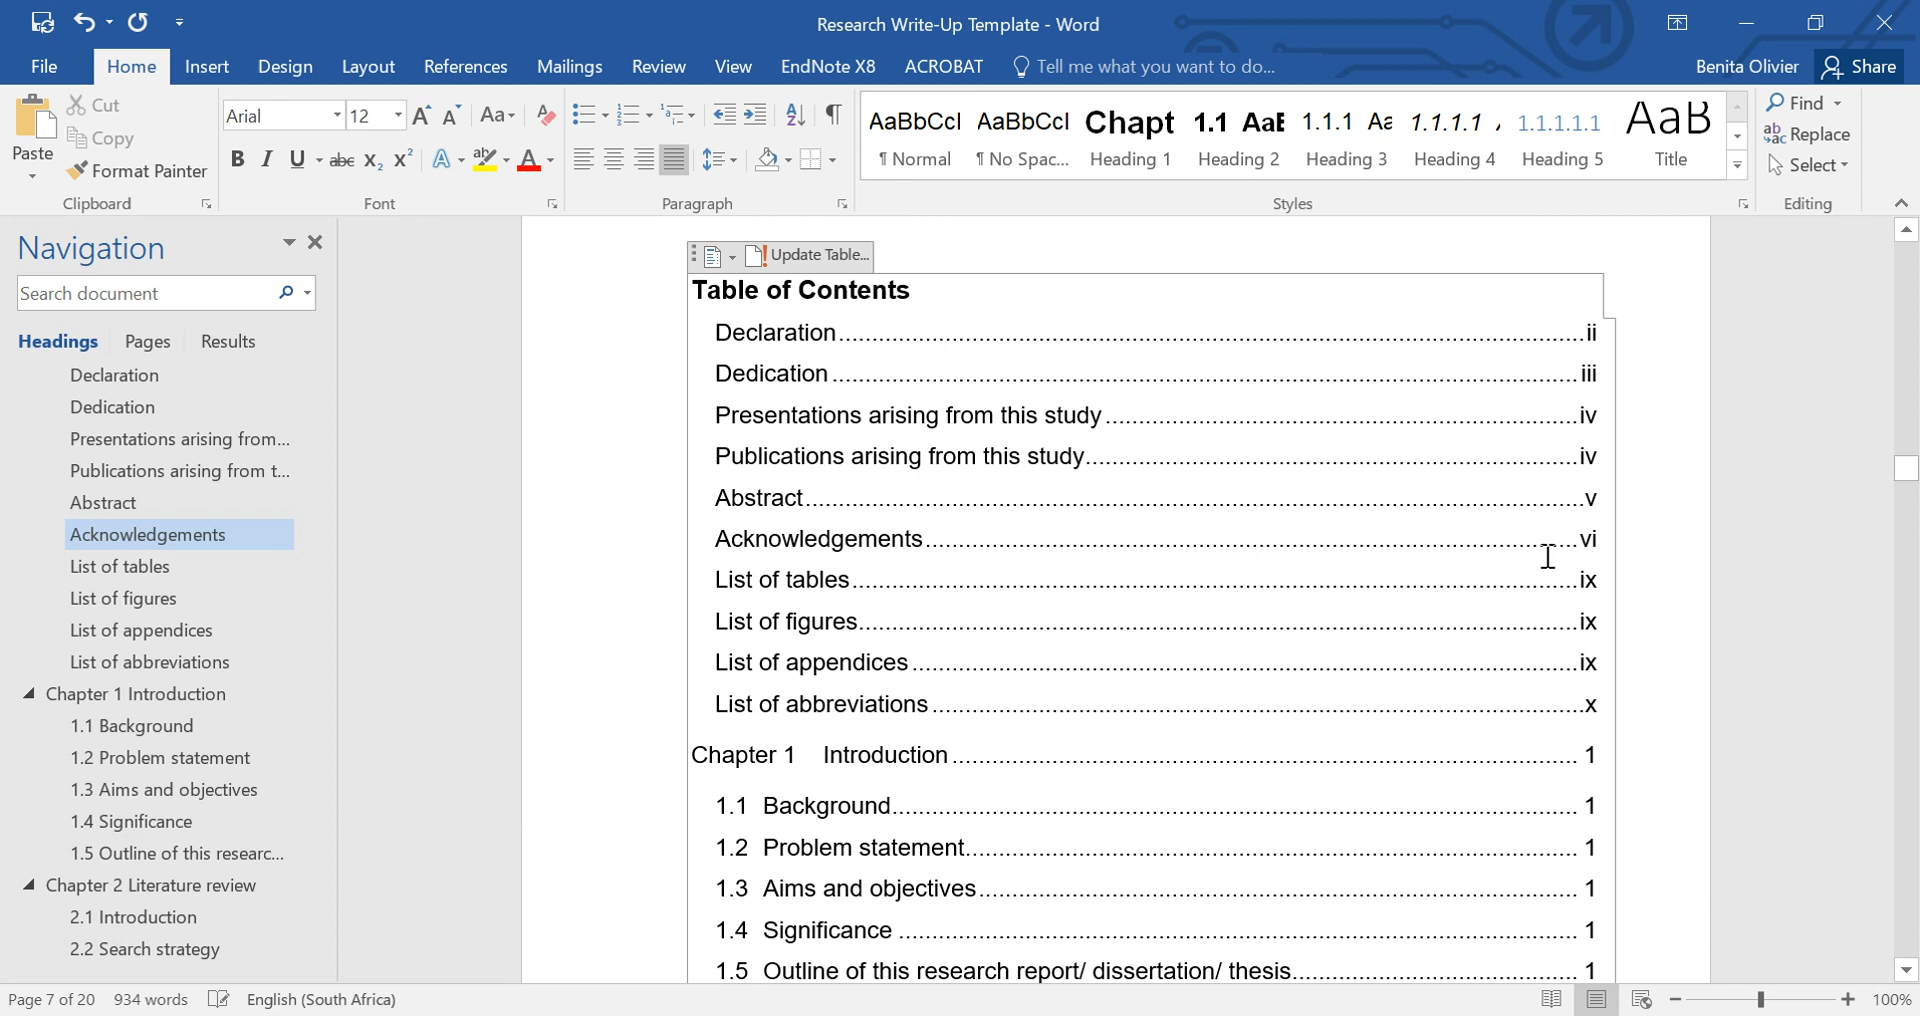 Research Write-Up Template - Word
File Home Insert Design Layout References Mailings Review View EndNote X8 ACROBAT Tell me what you want to do... Benita Olivier Share
Paste
Cut
Copy
Format Painter
Clipboard
Arial 12
Aa
B I U abc X₂ X² A A
Font
Paragraph
AaBbCcI AaBbCcI Chapt 1.1 AaE 1.1.1 Aa 1.1.1.1 1.1.1.1.1 AaB
¶ Normal ¶ No Spac... Heading 1 Heading 2 Heading 3 Heading 4 Heading 5 Title
Styles
Find
Replace
Select
Editing
Navigation
Search document
Headings Pages Results
Declaration
Dedication
Presentations arising from...
Publications arising from t...
Abstract
Acknowledgements
List of tables
List of figures
List of appendices
List of abbreviations
Chapter 1 Introduction
1.1 Background
1.2 Problem statement
1.3 Aims and objectives
1.4 Significance
1.5 Outline of this researc...
Chapter 2 Literature review
2.1 Introduction
2.2 Search strategy
Update Table...
Table of Contents
Declaration ii
Dedication iii
Presentations arising from this study iv
Publications arising from this study iv
Abstract v
Acknowledgements vi
List of tables ix
List of figures ix
List of appendices ix
List of abbreviations x
Chapter 1 Introduction 1
1.1 Background 1
1.2 Problem statement 1
1.3 Aims and objectives 1
1.4 Significance 1
1.5 Outline of this research report/ dissertation/ thesis 1
Page 7 of 20 934 words English (South Africa) 100%